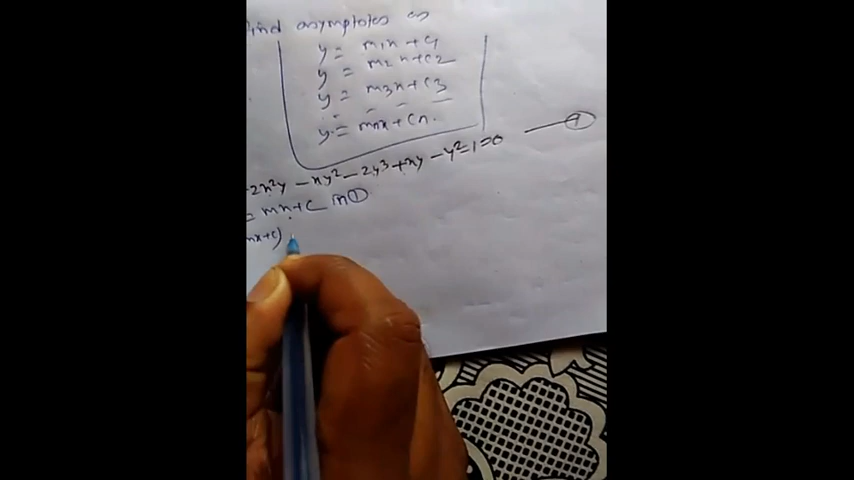 Find asymptotes as
y = m1x + c1
y = m2x + c2
y = m3x + c3
y = mnx + cn.
2x²y - xy² - 2y³ + xy - y² = 1 = 0 — ①
= mx + c in ①
mx + c)